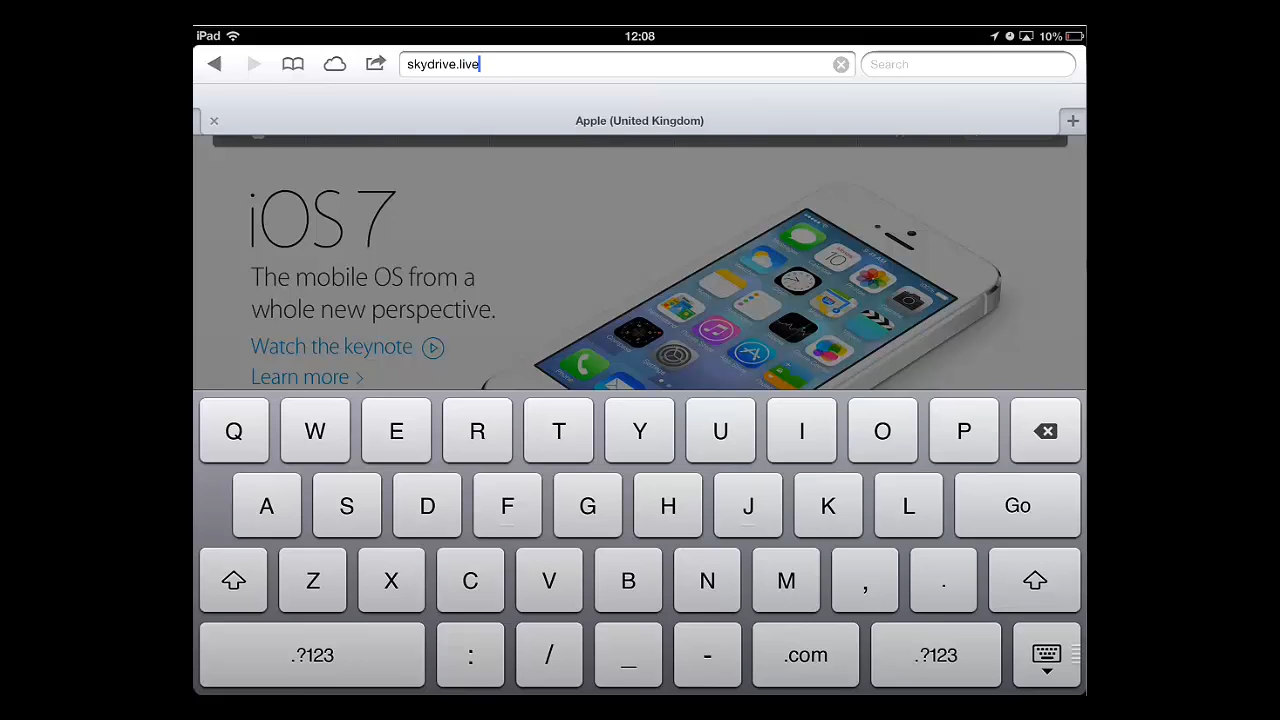 iPad 12:08 10%
skydrive.live Search
Apple (United Kingdom)
iOS 7
The mobile OS from a
whole new perspective.
Watch the keynote
Learn more >
Q W E R T Y U I O P
A S D F G H J K L Go
Z X C V B N M , .
.?123 : / _ - .com .?123